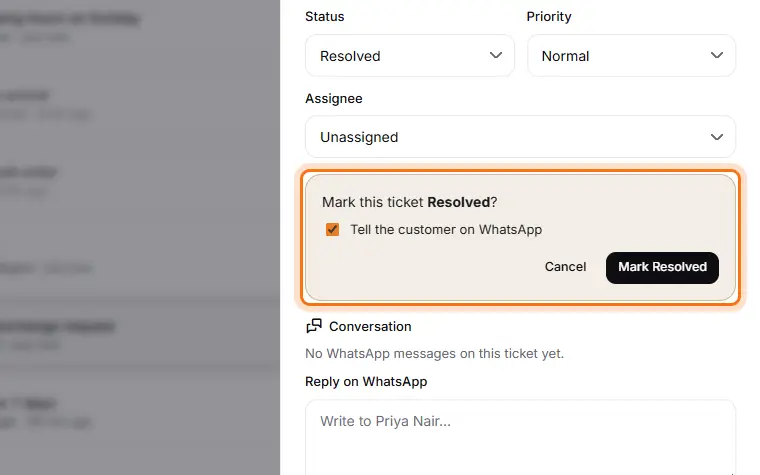 Status
Priority
Resolved
Normal
Assignee
Unassigned
Mark this ticket Resolved?
Tell the customer on WhatsApp
Cancel
Mark Resolved
Conversation
No WhatsApp messages on this ticket yet.
Reply on WhatsApp
Write to Priya Nair...